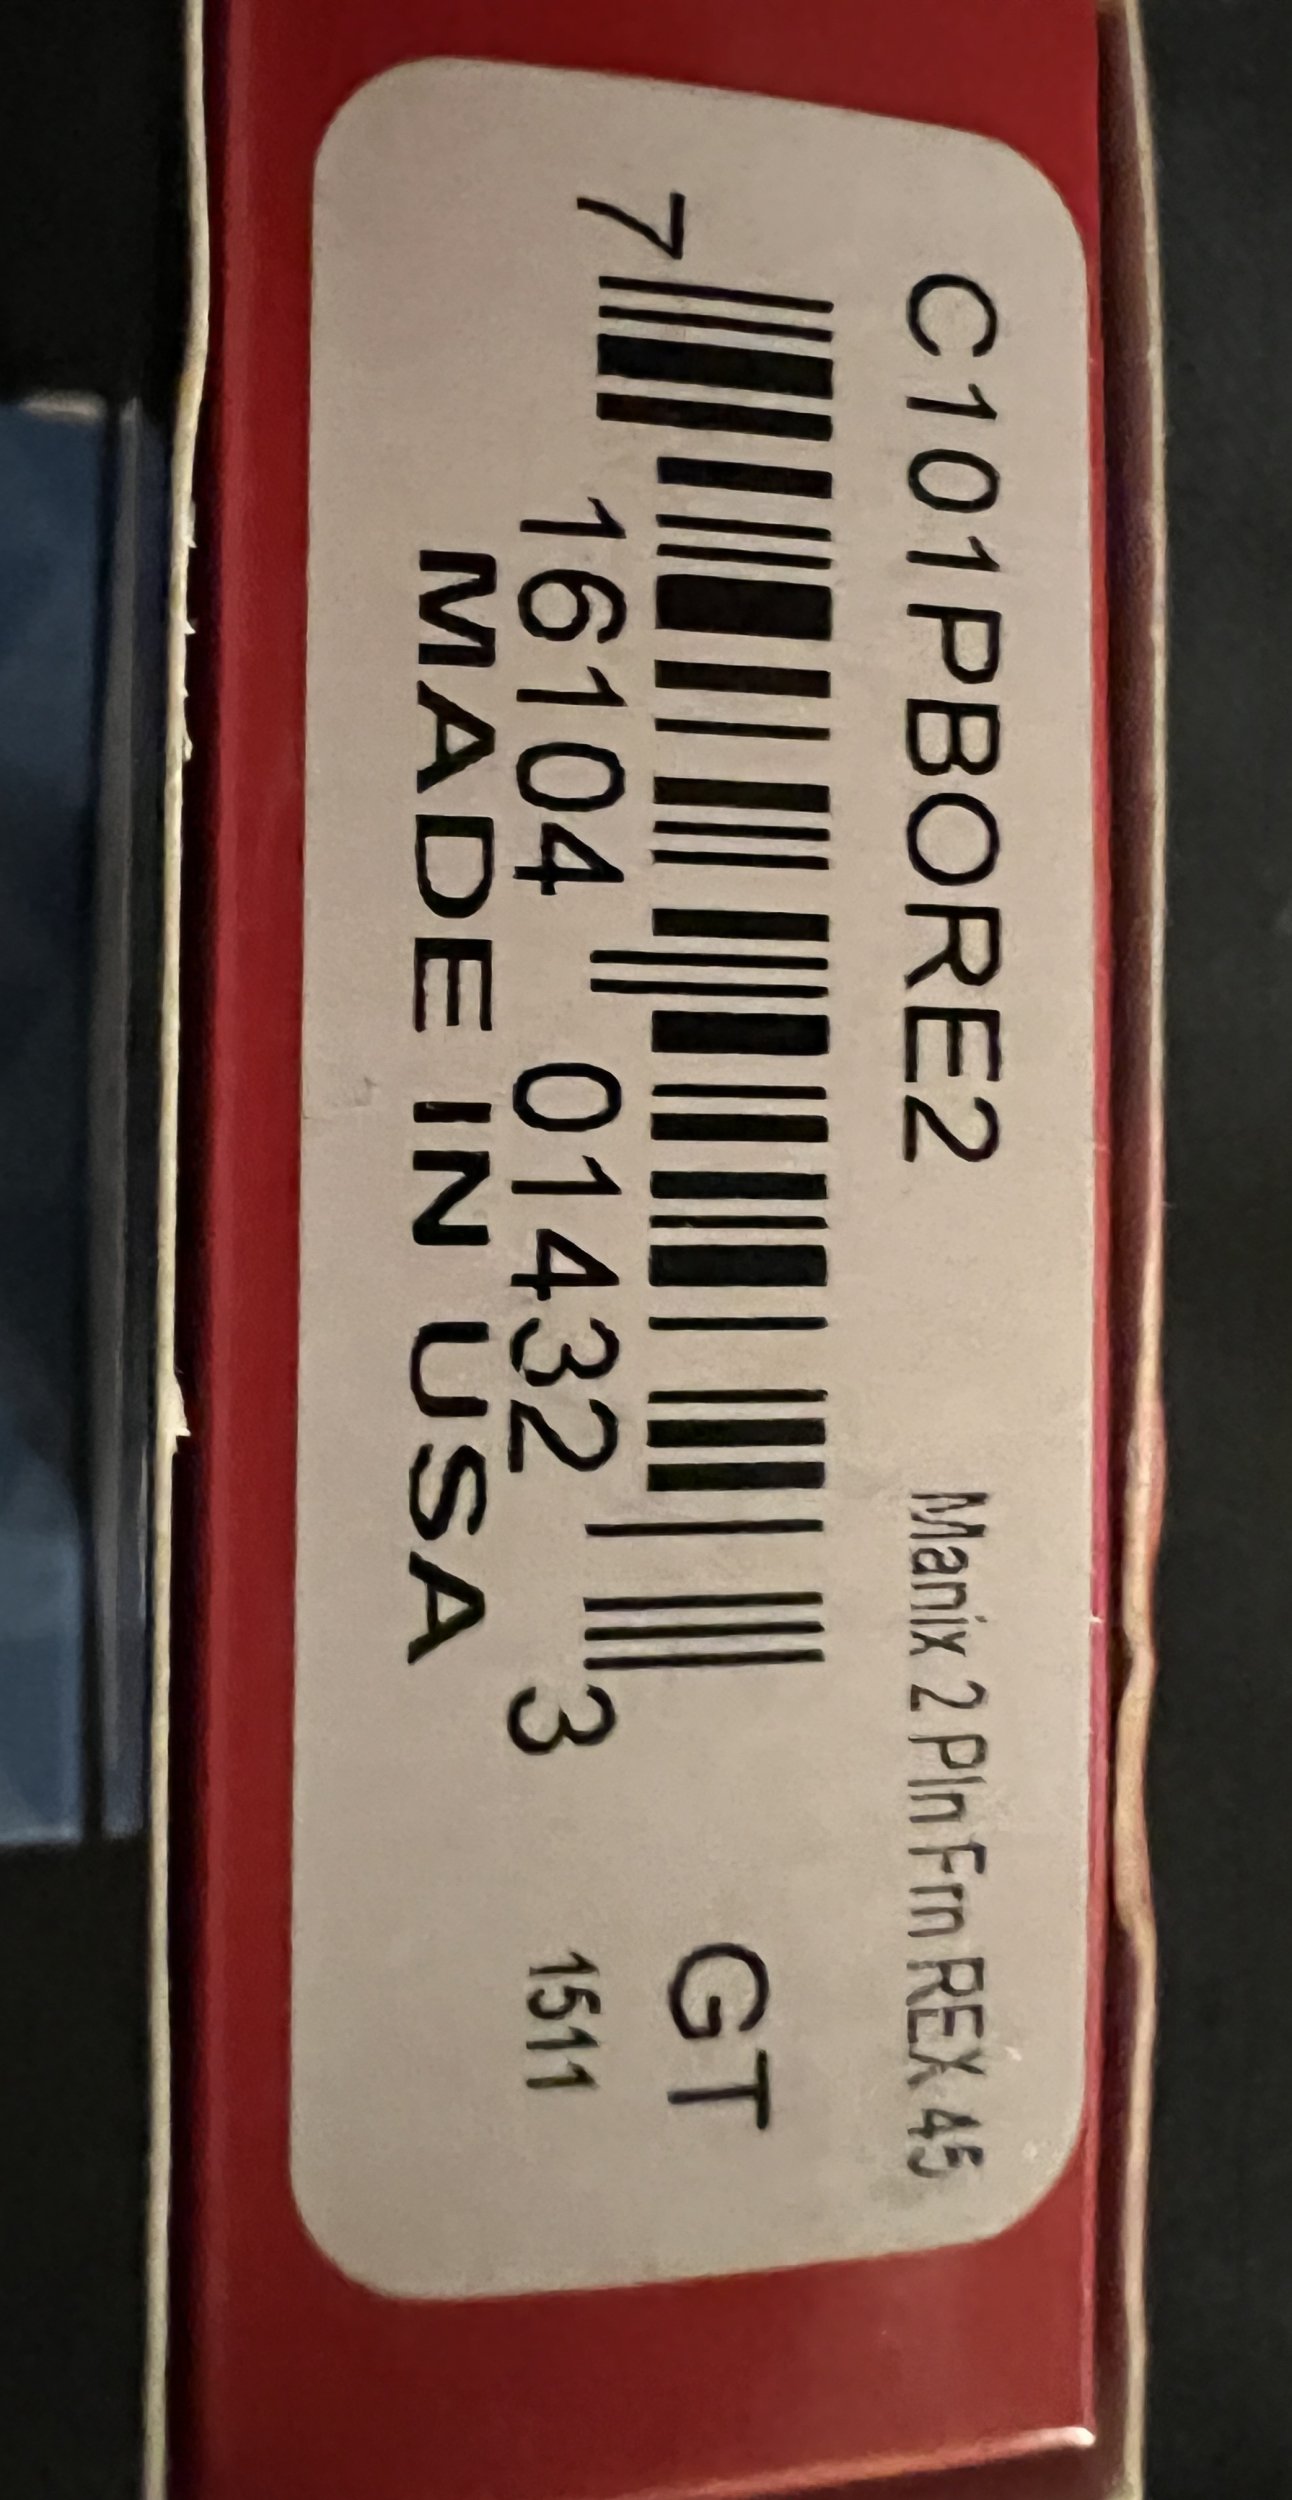 C101PBORE2 Manix 2 Pln Frn REX 45
GT
7 16104 01432 3
1511
MADE IN USA